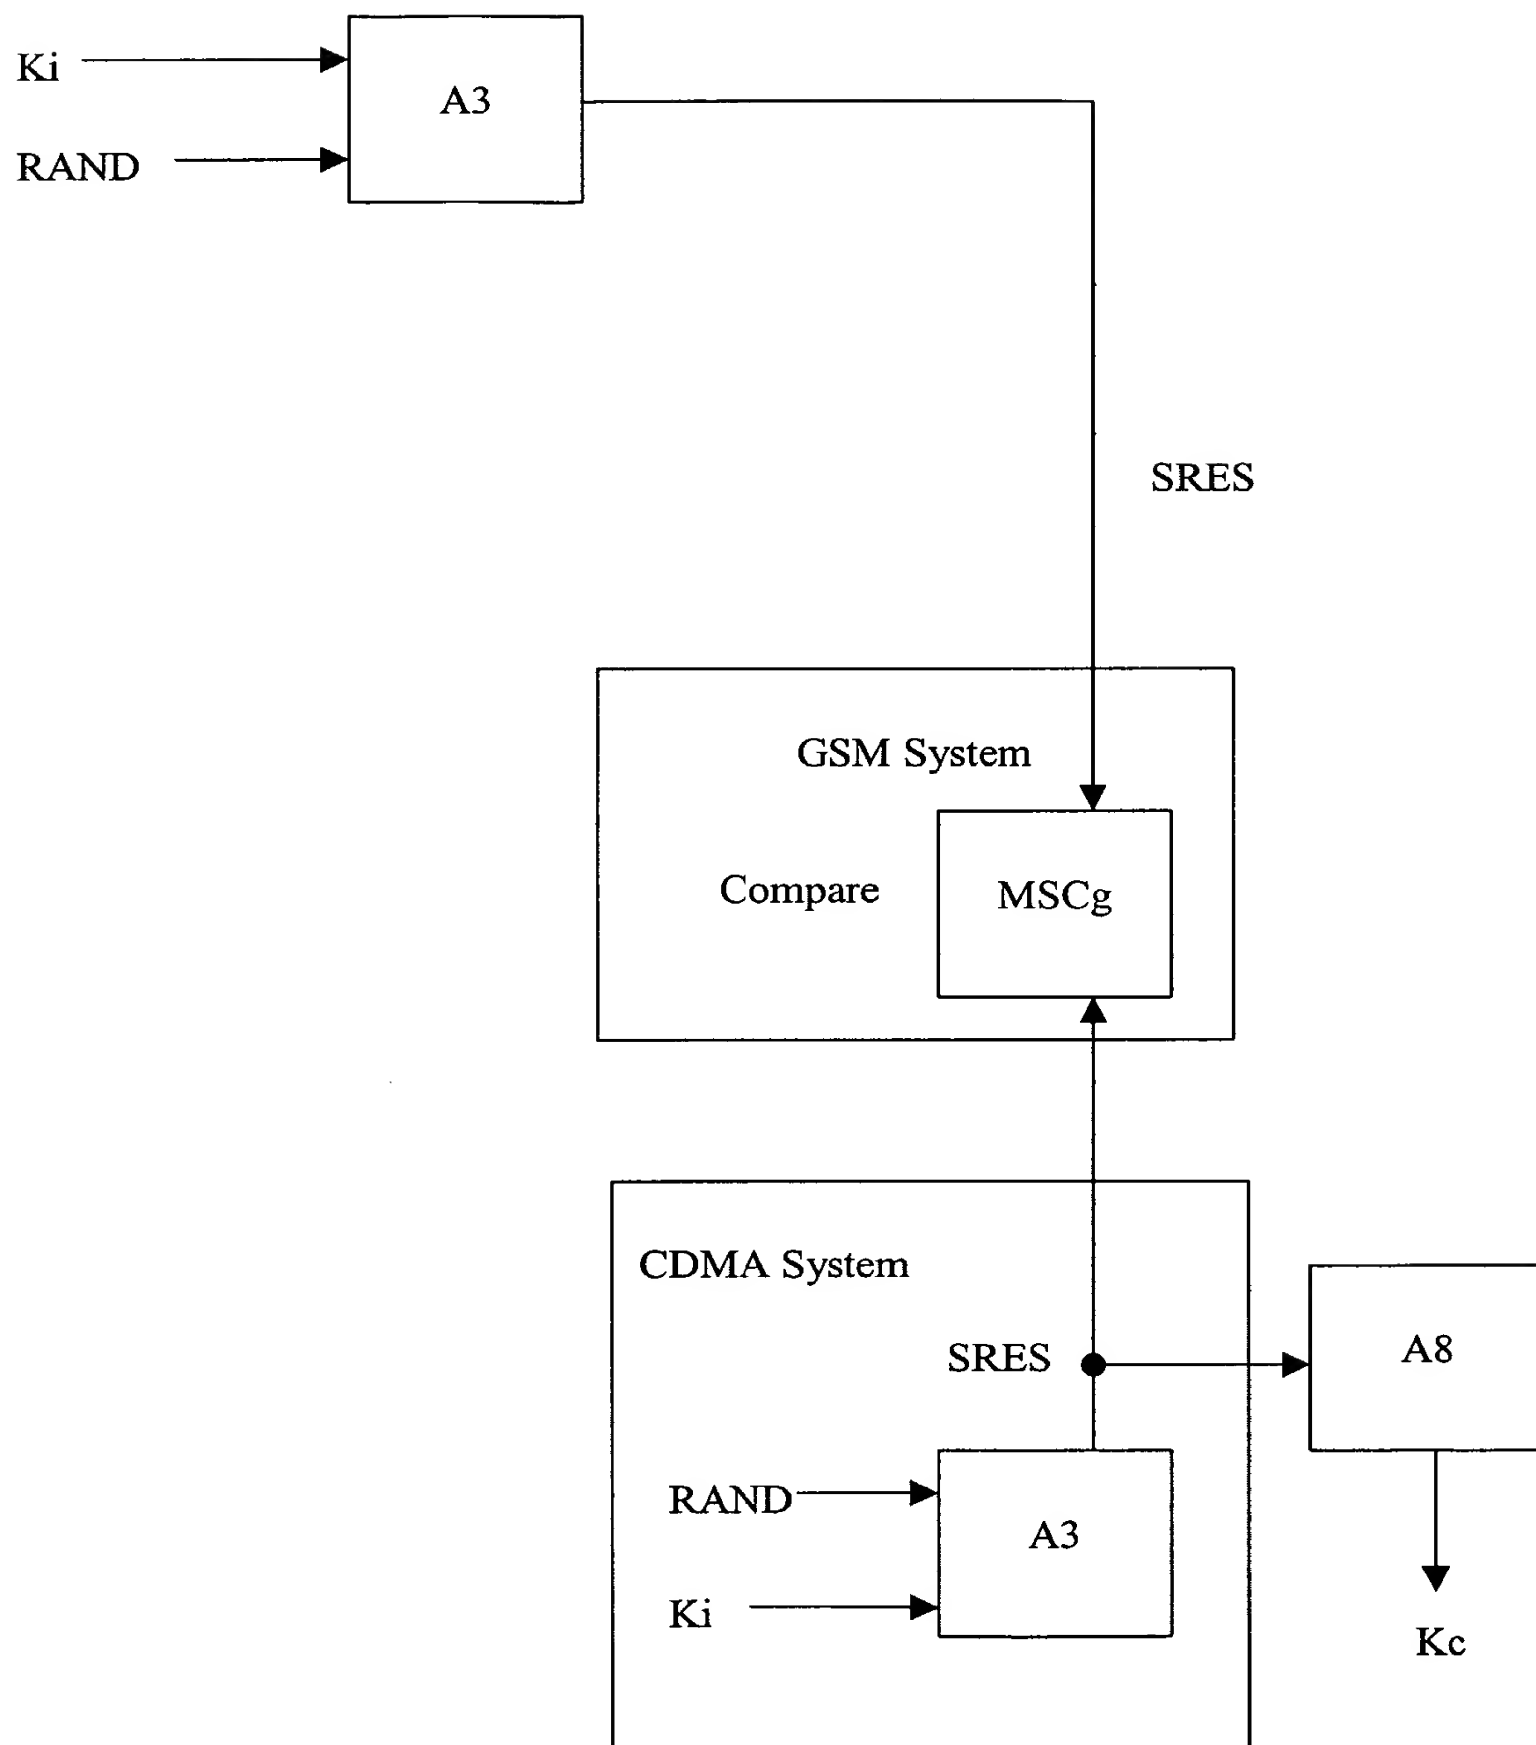 Ki
A3
RAND
SRES
GSM System
Compare
MSCg
CDMA System
SRES
A8
RAND
A3
Ki
Kc